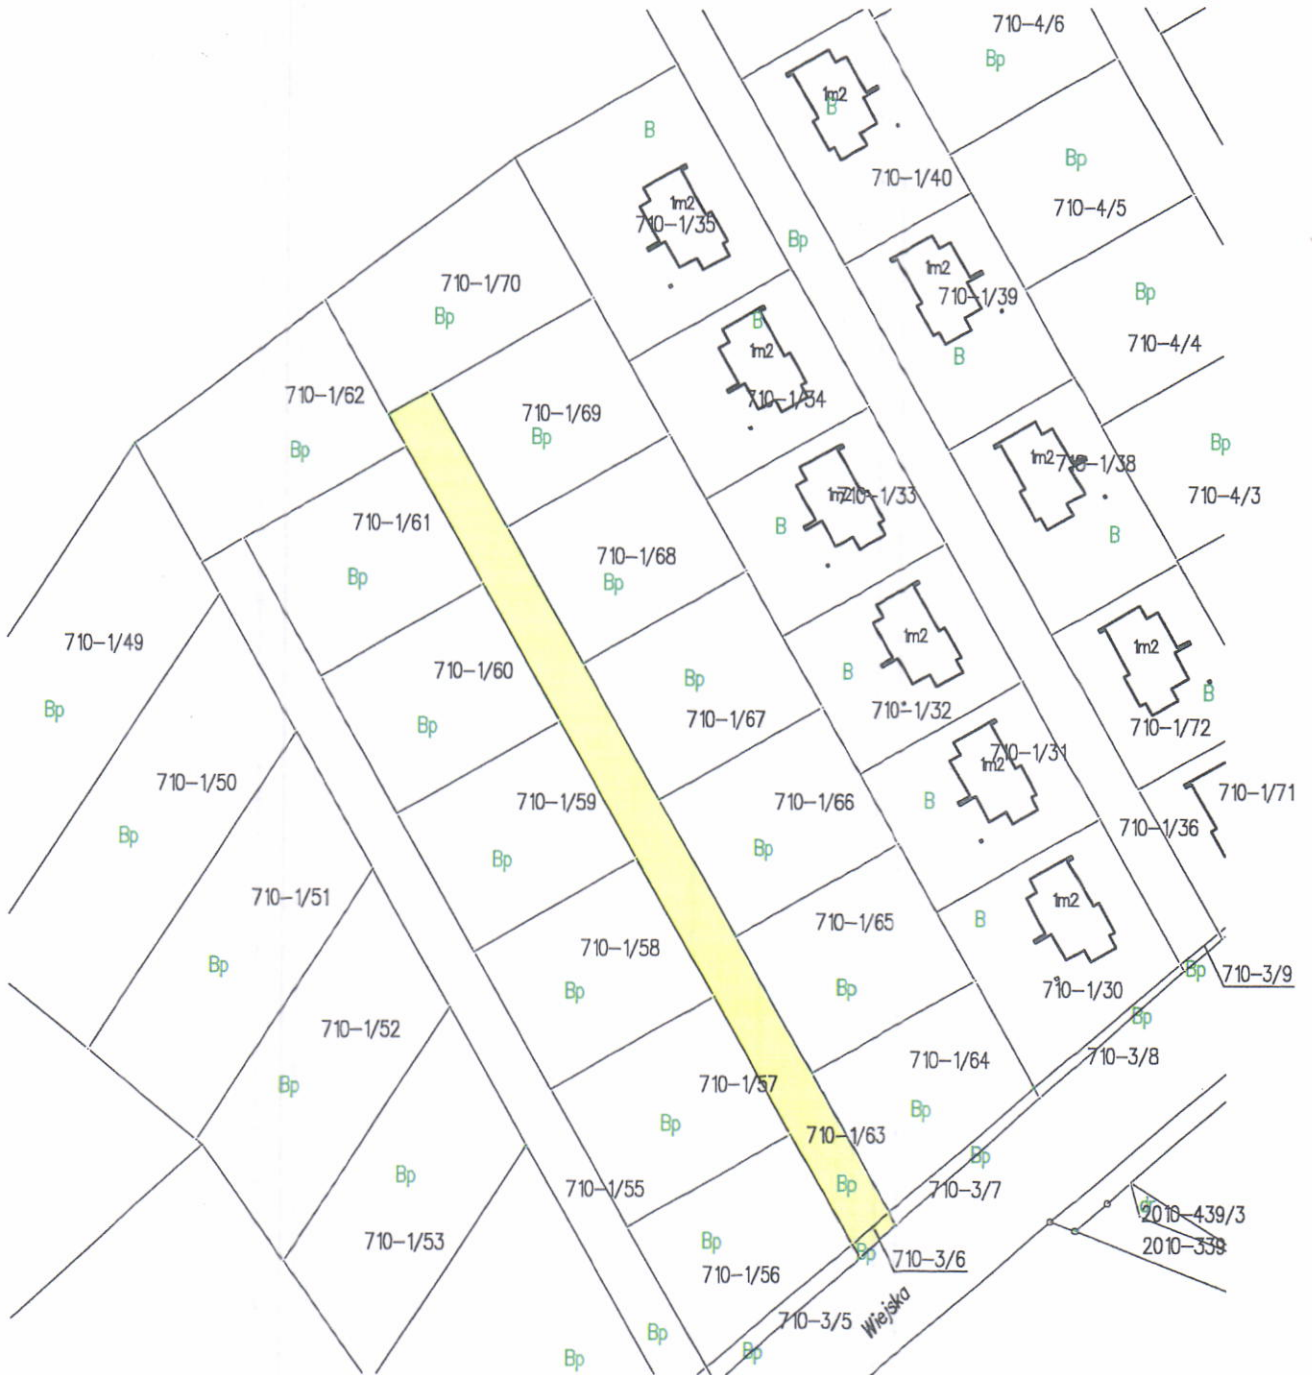 710-4/6
Bp
1m2
B
710-1/40
Bp
710-4/5
B
1m2
710-1/35
Bp
1m2
710-1/39
B
Bp
710-4/4
710-1/70
Bp
B
1m2
710-1/34
710-1/62
Bp
710-1/69
Bp
1m2
710-1/38
B
Bp
710-4/3
1m2
710-1/33
B
710-1/61
Bp
710-1/68
Bp
710-1/49
Bp
710-1/60
Bp
Bp
710-1/67
1m2
B
710-1/32
1m2
B
710-1/72
710-1/50
Bp
710-1/59
Bp
710-1/66
Bp
710-1/31
1m2
B
710-1/71
710-1/36
710-1/51
Bp
710-1/58
Bp
710-1/65
Bp
1m2
B
710-1/30
Bp
710-3/9
Bp
710-3/8
710-1/52
Bp
710-1/57
Bp
710-1/64
Bp
710-1/63
Bp
Bp
710-3/7
Bp
710-1/53
710-1/55
Bp
710-1/56
Bp
710-3/6
dr
2010-439/3
2010-339
710-3/5
Wiejska
Bp
Bp
Bp